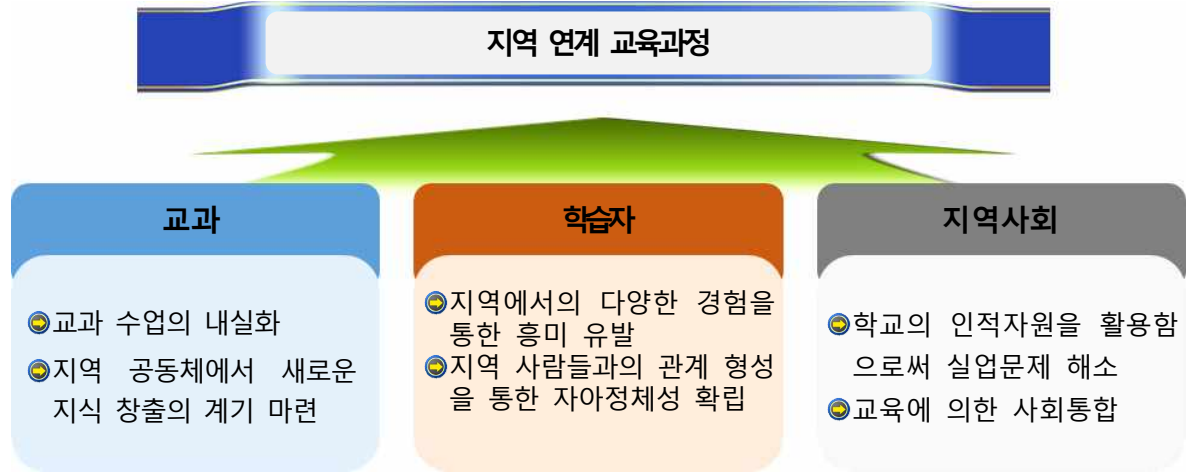 지역 연계 교육과정
교과
교과 수업의 내실화
지역 공동체에서 새로운
지식 창출의 계기 마련
학습자
지역에서의 다양한 경험을
통한 흥미 유발
지역 사람들과의 관계 형성
을 통한 자아정체성 확립
지역사회
학교의 인적자원을 활용함
으로써 실업문제 해소
교육에 의한 사회통합